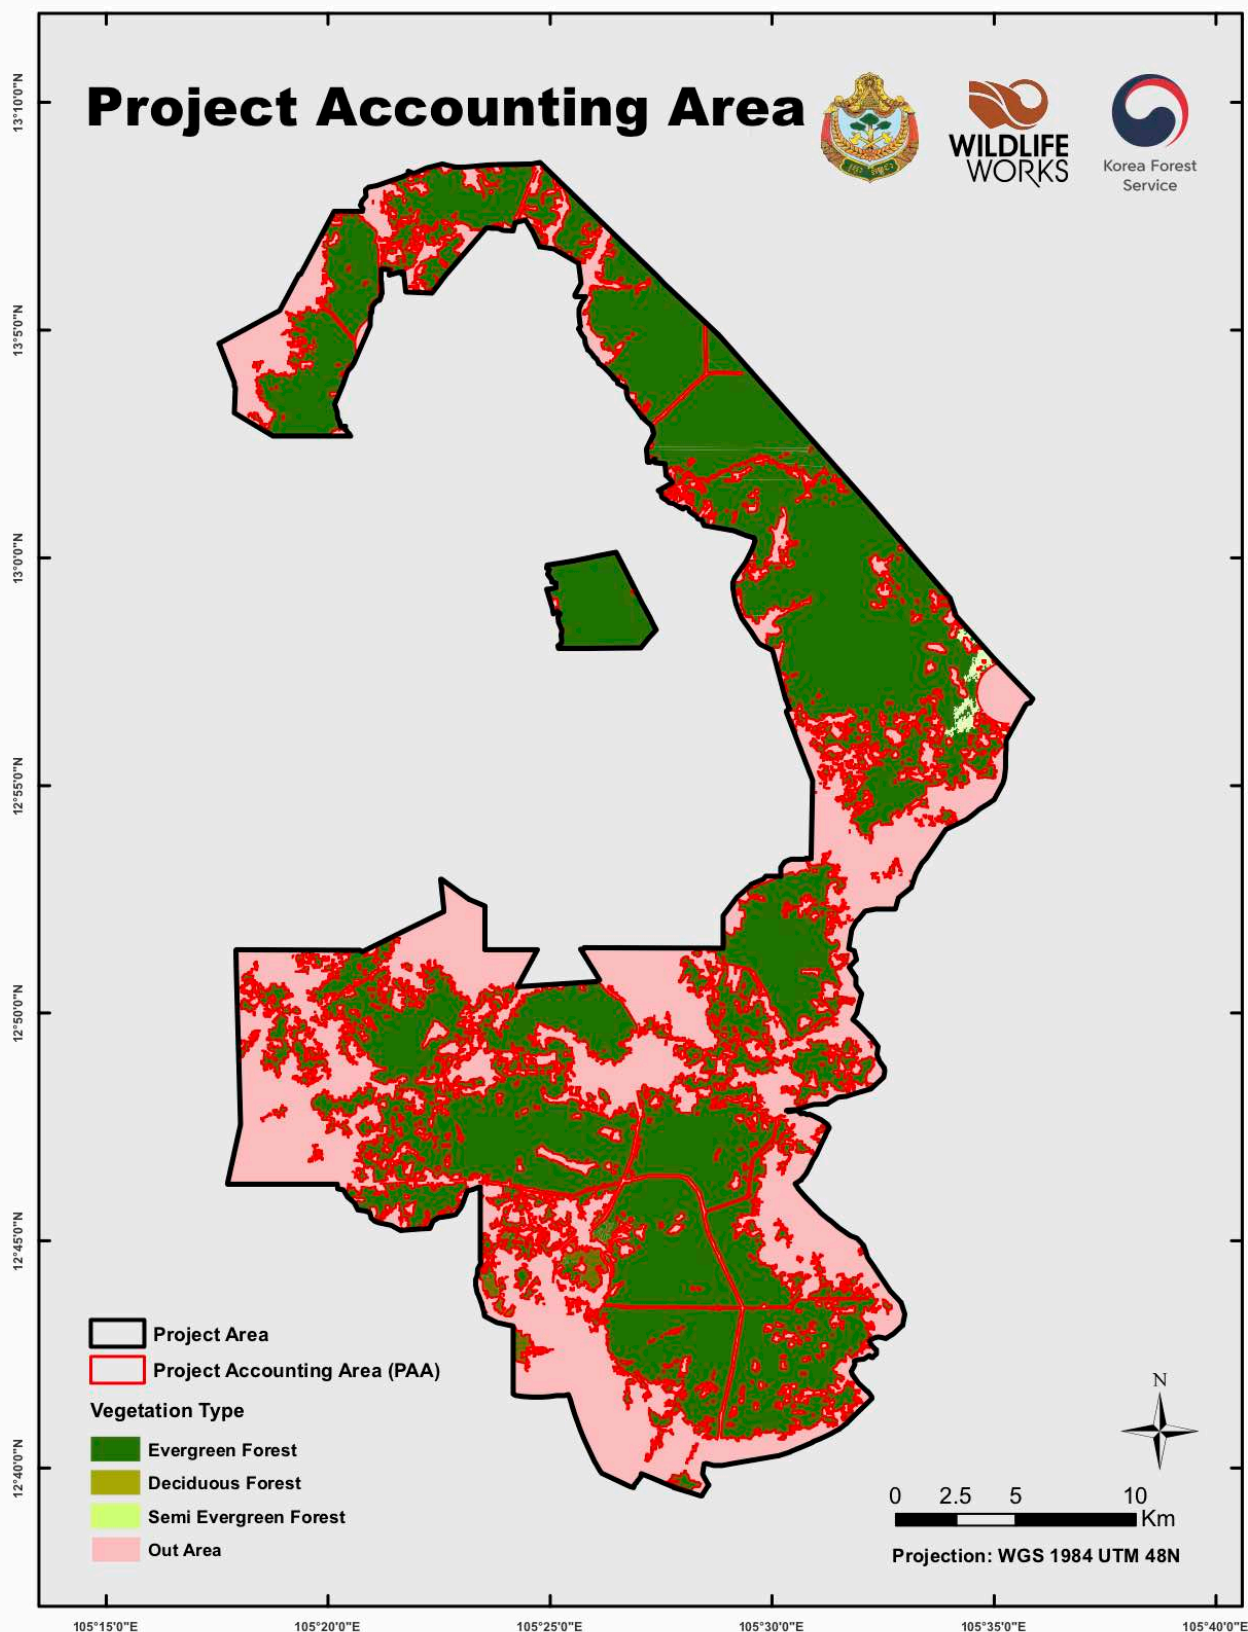 Project Accounting Area
WILDLIFE
WORKS
Korea Forest
Service
13°10'0"N
13°5'0"N
13°0'0"N
12°55'0"N
12°50'0"N
12°45'0"N
12°40'0"N
Project Area
Project Accounting Area (PAA)
Vegetation Type
Evergreen Forest
Deciduous Forest
Semi Evergreen Forest
Out Area
N
0 2.5 5 10
Km
Projection: WGS 1984 UTM 48N
105°15'0"E 105°20'0"E 105°25'0"E 105°30'0"E 105°35'0"E 105°40'0"E